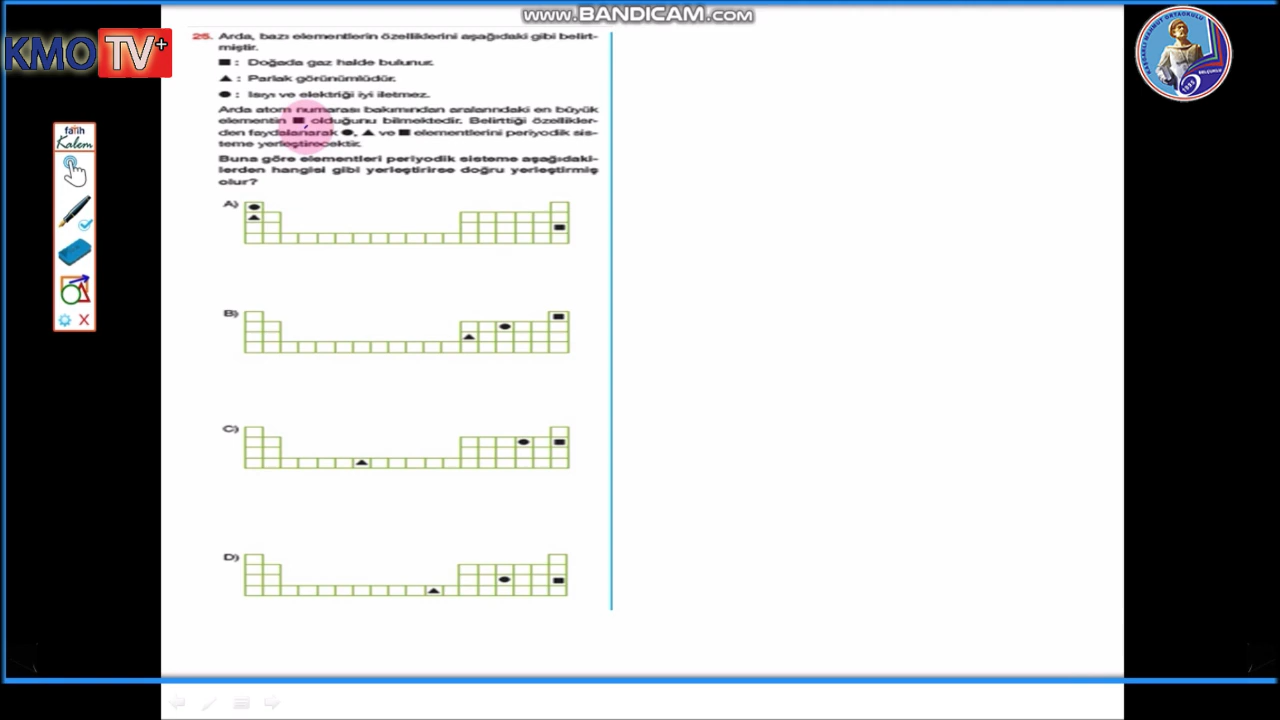 www.BANDICAM.com
KMO TV+
fatih
Kalem
X
25. Arda, bazı elementlerin özelliklerini aşağıdaki gibi belirt-
miştir.
■ : Doğada gaz halde bulunur.
▲ : Parlak görünümlüdür.
● : Isıyı ve elektriği iyi iletmez.
Arda atom numarası bakımından aralarındaki en büyük
elementin ■ olduğunu bilmektedir. Belirttiği özellikler-
den faydalanarak ●, ▲ ve ■ elementlerini periyodik sis-
teme yerleştirecektir.
Buna göre elementleri periyodik sisteme aşağıdaki-
lerden hangisi gibi yerleştirirse doğru yerleştirmiş
olur?
A)
B)
C)
D)